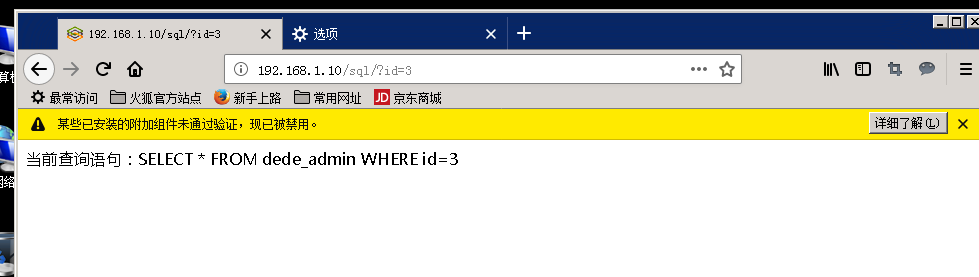 192.168.1.10/sql/?id=3
选项
192.168.1.10/sql/?id=3
最常访问 火狐官方站点 新手上路 常用网址 JD 京东商城
某些已安装的附加组件未通过验证，现已被禁用。 详细了解(L)
当前查询语句：SELECT * FROM dede_admin WHERE id=3